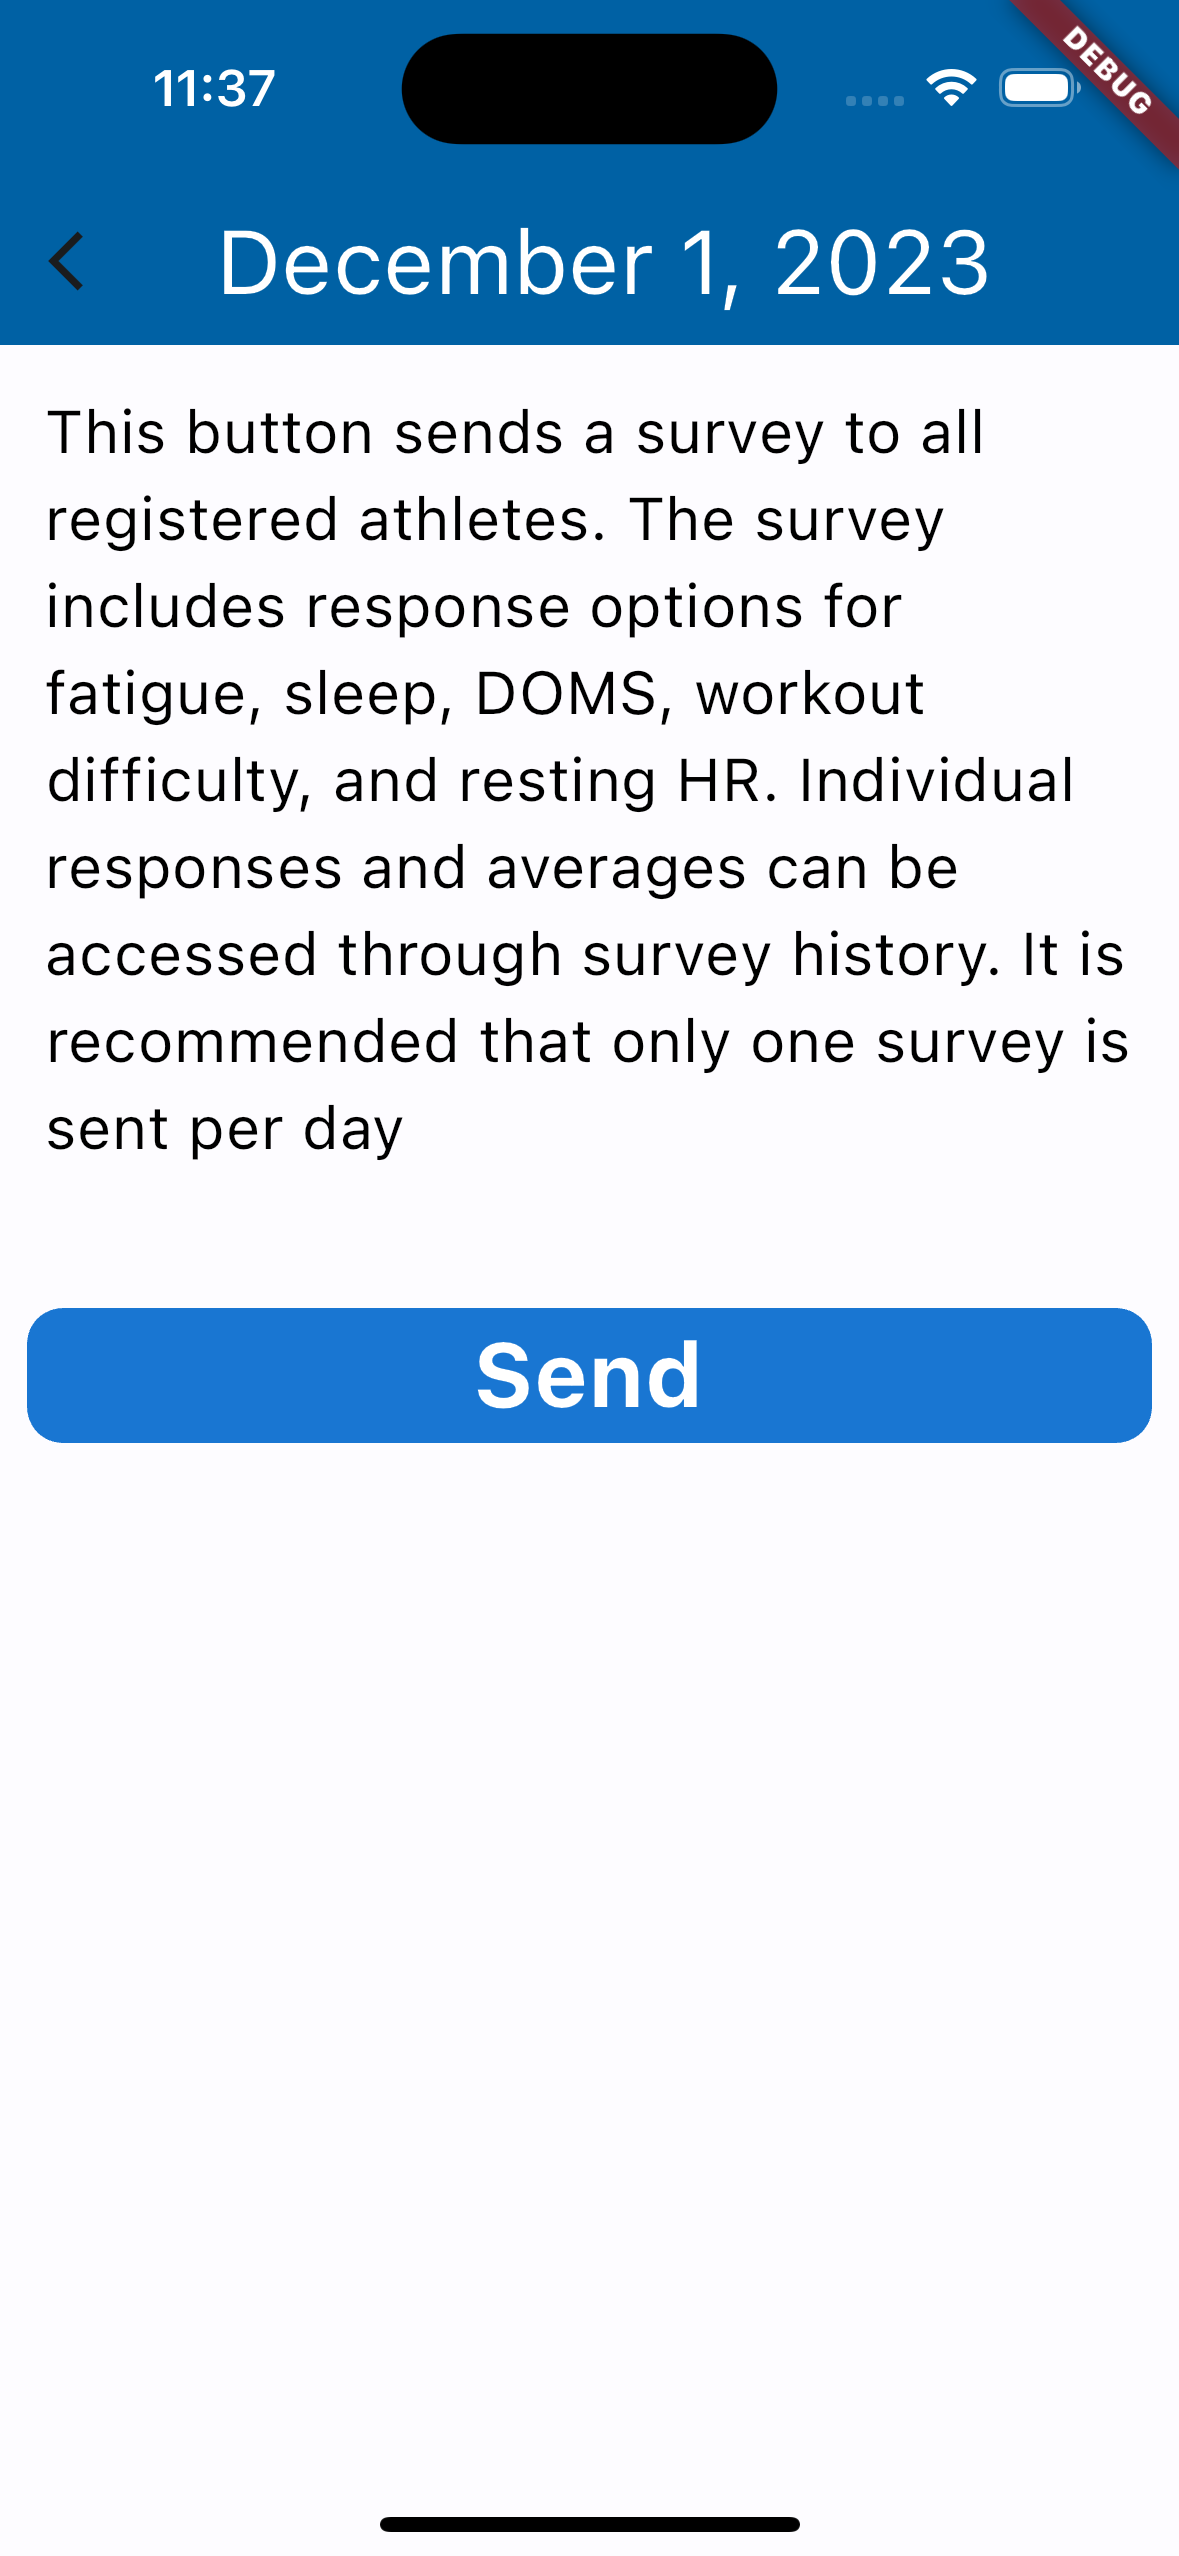 11:37
DEBUG
December 1, 2023
This button sends a survey to all
registered athletes. The survey
includes response options for
fatigue, sleep, DOMS, workout
difficulty, and resting HR. Individual
responses and averages can be
accessed through survey history. It is
recommended that only one survey is
sent per day
Send